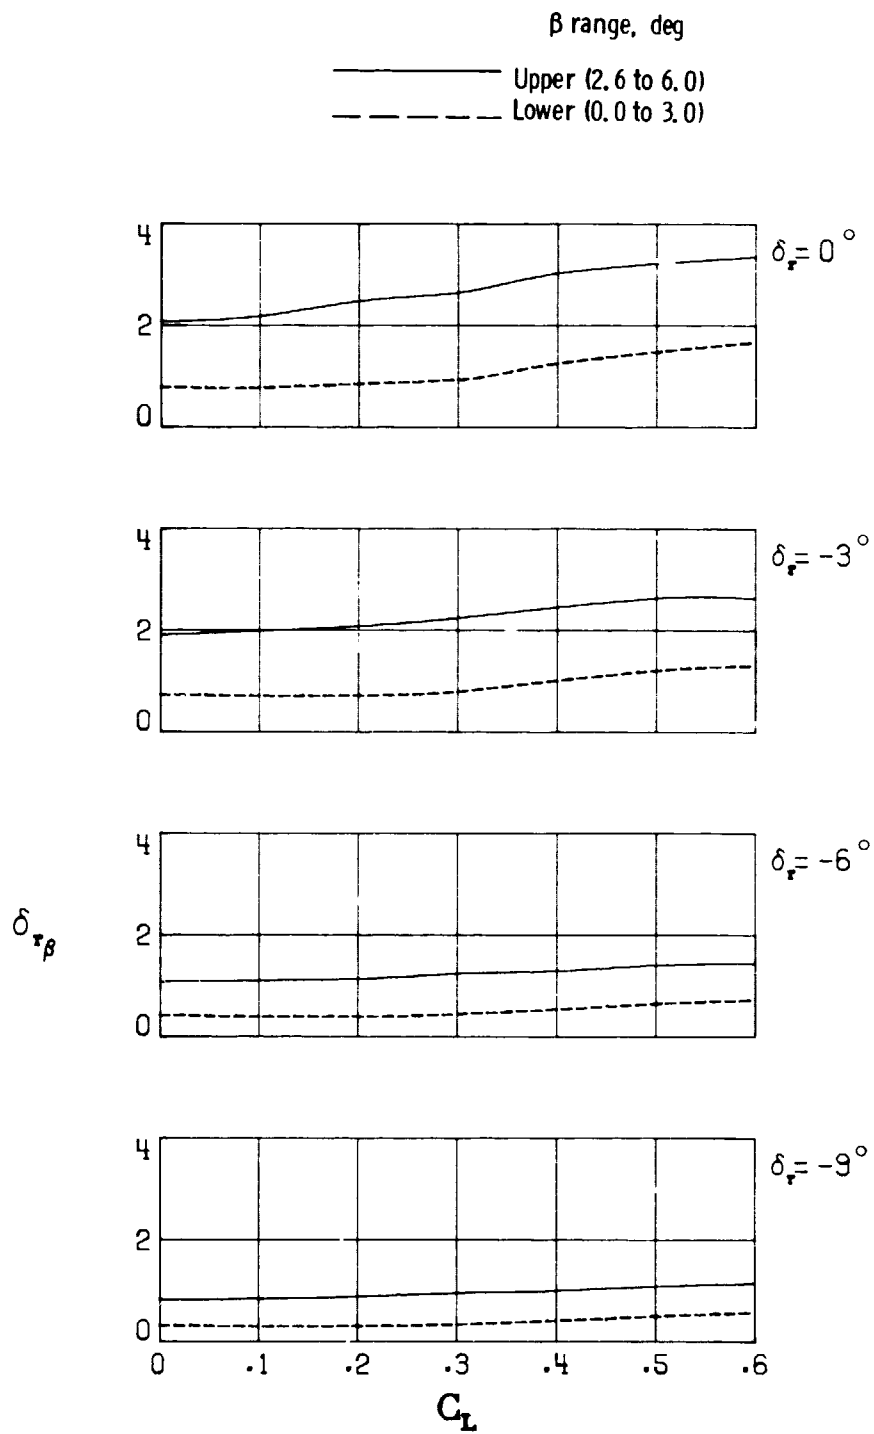 β range, deg
Upper (2.6 to 6.0)
Lower (0.0 to 3.0)
4
2
0
δr = 0°
4
2
0
δr = -3°
4
2
0
δr = -6°
δrβ
4
2
0
δr = -9°
0 .1 .2 .3 .4 .5 .6
CL